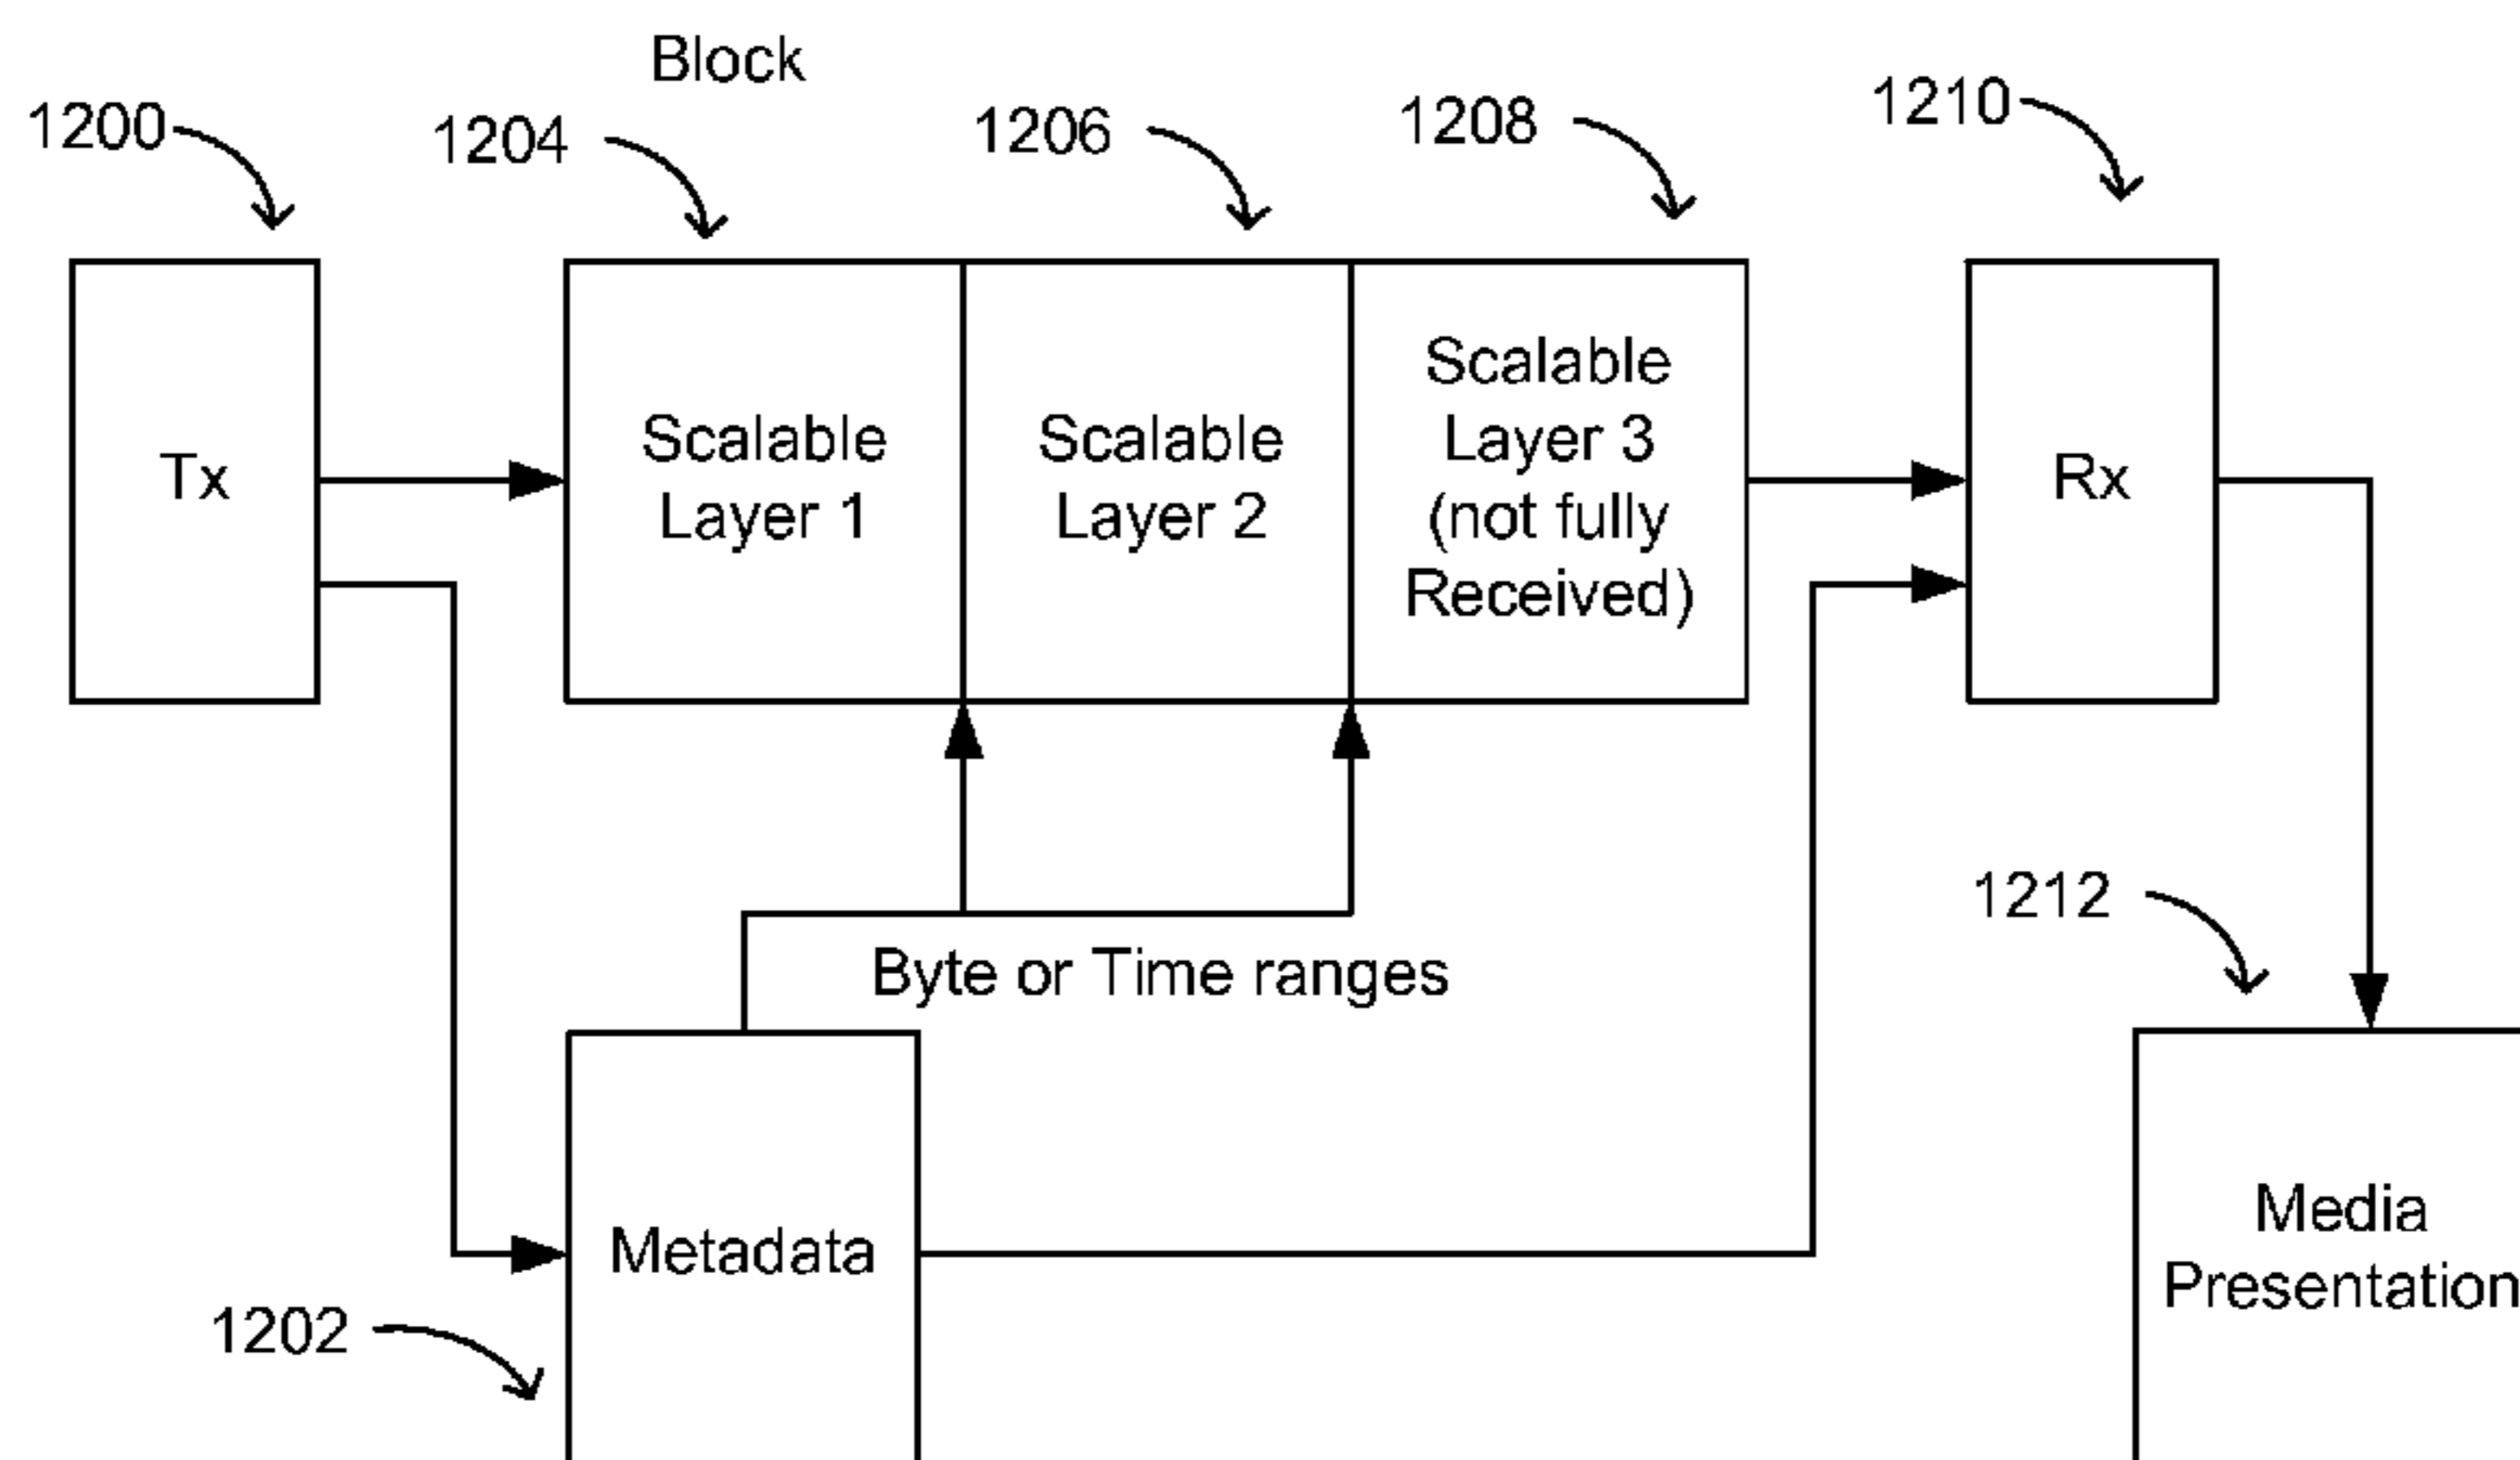 Block
1200
1204
1206
1208
1210
Tx
Scalable
Layer 1
Scalable
Layer 2
Scalable
Layer 3
(not fully
Received)
Rx
Byte or Time ranges
1212
Metadata
1202
Media
Presentation